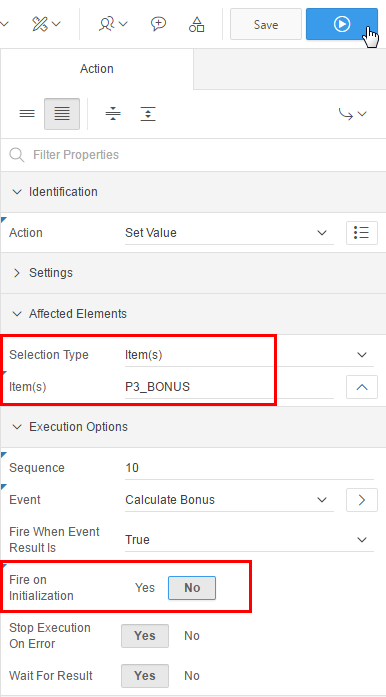 Save
Action
Filter Properties
Identification
Action Set Value
Settings
Affected Elements
Selection Type Item(s)
Item(s) P3_BONUS
Execution Options
Sequence 10
Event Calculate Bonus
Fire When Event
Result Is True
Fire on
Initialization Yes No
Stop Execution
On Error Yes No
Wait For Result Yes No